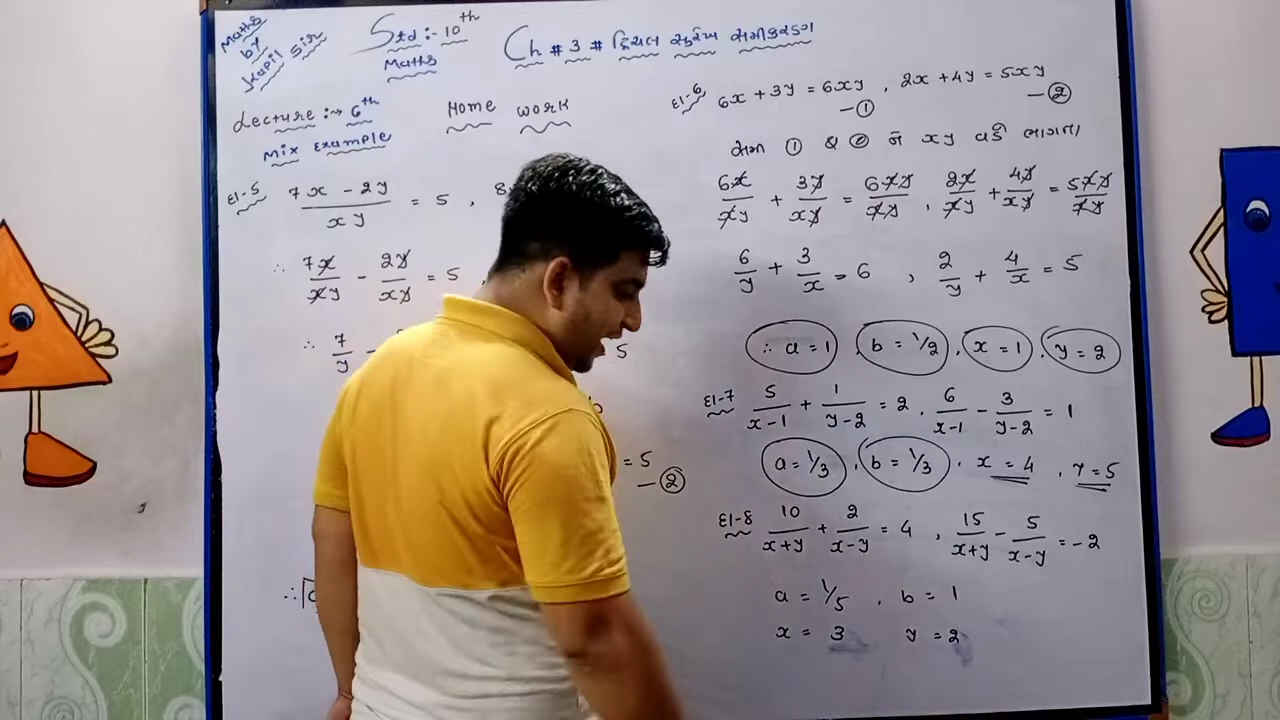 Maths
by
Kapil Sir
Std :- 10th
Maths
Ch # 3 # દ્વિચલ સુરેખ સમીકરણ
Lecture :→ 6th
Mix Example
Home work
દા-5 7x - 2y / xy = 5 , 8
∴ 7x/xy - 2y/xy = 5
∴ 7/y -
5
= 5
- ②
∴
દા-6 6x + 3y = 6xy , 2x + 4y = 5xy
- ① - ②
સમી ① & ② ને xy વડે ભાગતા
6x/xy + 3y/xy = 6xy/xy , 2x/xy + 4y/xy = 5xy/xy
6/y + 3/x = 6 , 2/y + 4/x = 5
∴ a = 1 , b = 1/2 , x = 1 , y = 2
દા-7 5/x-1 + 1/y-2 = 2 , 6/x-1 - 3/y-2 = 1
a = 1/3 , b = 1/3 , x = 4 , y = 5
દા-8 10/x+y + 2/x-y = 4 , 15/x+y - 5/x-y = -2
a = 1/5 , b = 1
x = 3 y = 2